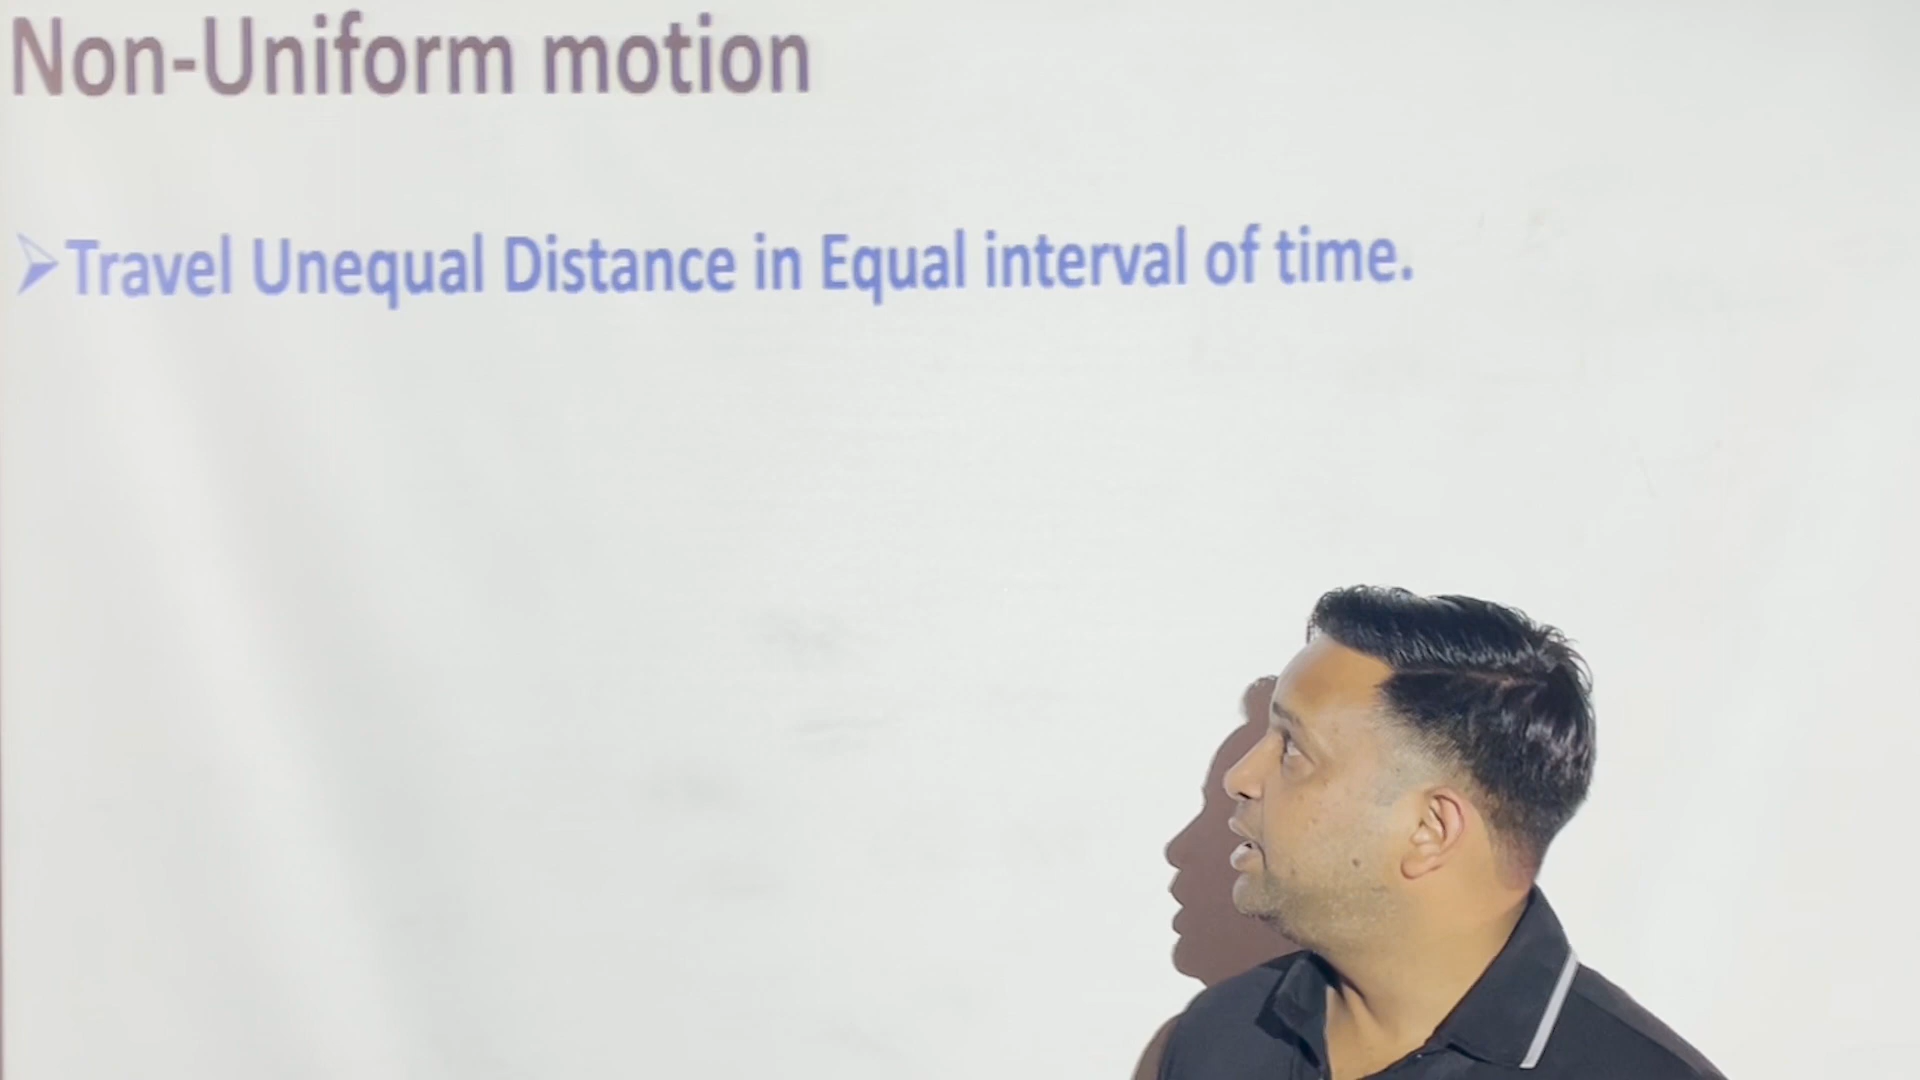 Non-Uniform motion
➢Travel Unequal Distance in Equal interval of time.